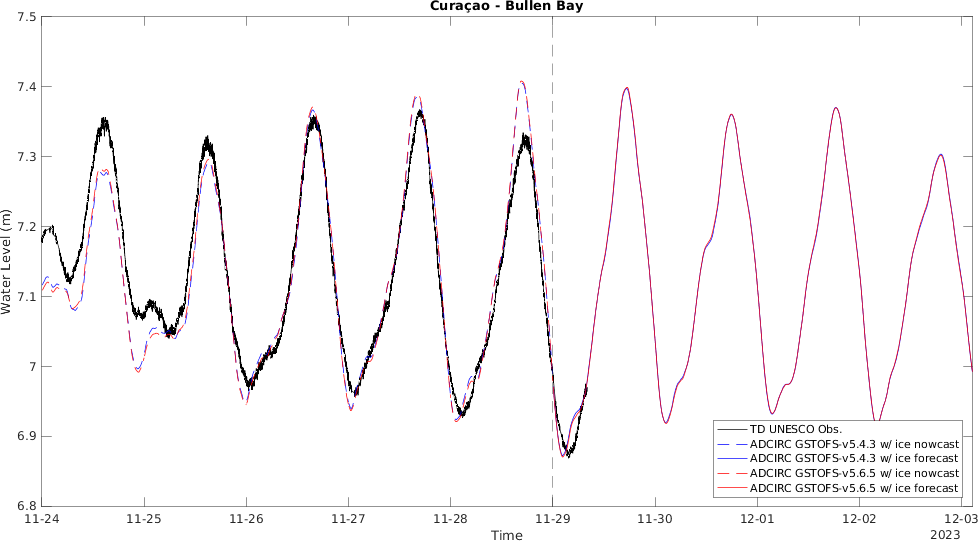 Curaçao - Bullen Bay
7.5
7.4
7.3
7.2
7.1
7
6.9
6.8
Water Level (m)
TD UNESCO Obs.
ADCIRC GSTOFS-v5.4.3 w/ ice nowcast
ADCIRC GSTOFS-v5.4.3 w/ ice forecast
ADCIRC GSTOFS-v5.6.5 w/ ice nowcast
ADCIRC GSTOFS-v5.6.5 w/ ice forecast
11-24 11-25 11-26 11-27 11-28 11-29 11-30 12-01 12-02 12-03
Time 2023